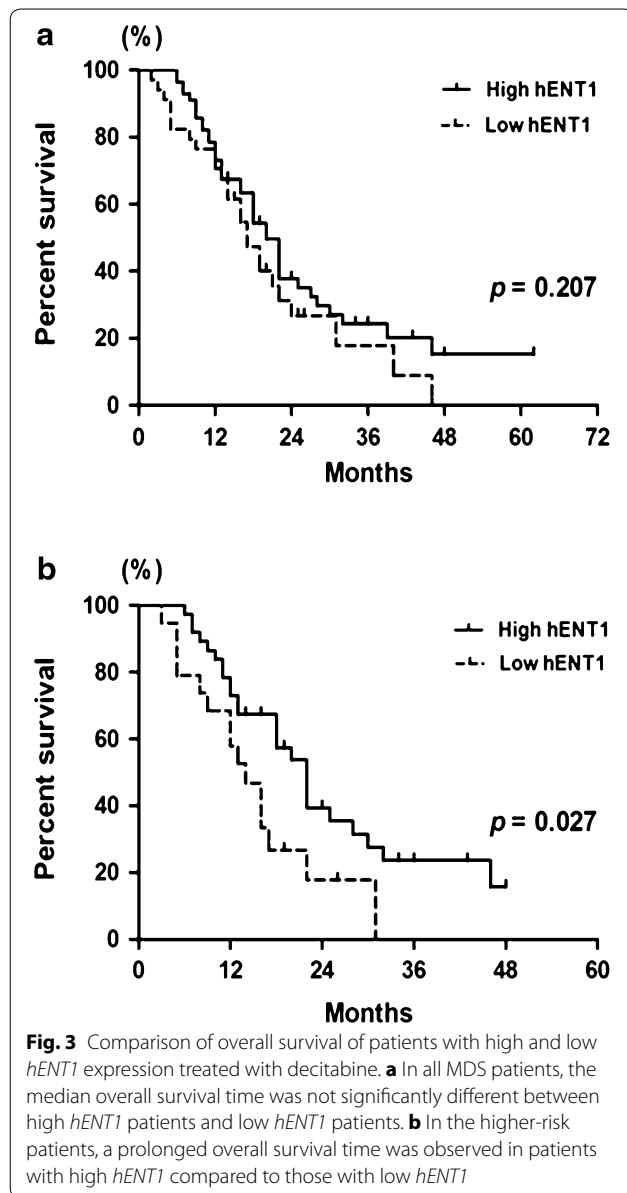 a (%)
100
80
60
40
20
0
Percent survival
High hENT1
Low hENT1
p = 0.207
0 12 24 36 48 60 72
Months
b (%)
100
80
60
40
20
0
Percent survival
High hENT1
Low hENT1
p = 0.027
0 12 24 36 48 60
Months
Fig. 3 Comparison of overall survival of patients with high and low
hENT1 expression treated with decitabine. a In all MDS patients, the
median overall survival time was not significantly different between
high hENT1 patients and low hENT1 patients. b In the higher-risk
patients, a prolonged overall survival time was observed in patients
with high hENT1 compared to those with low hENT1